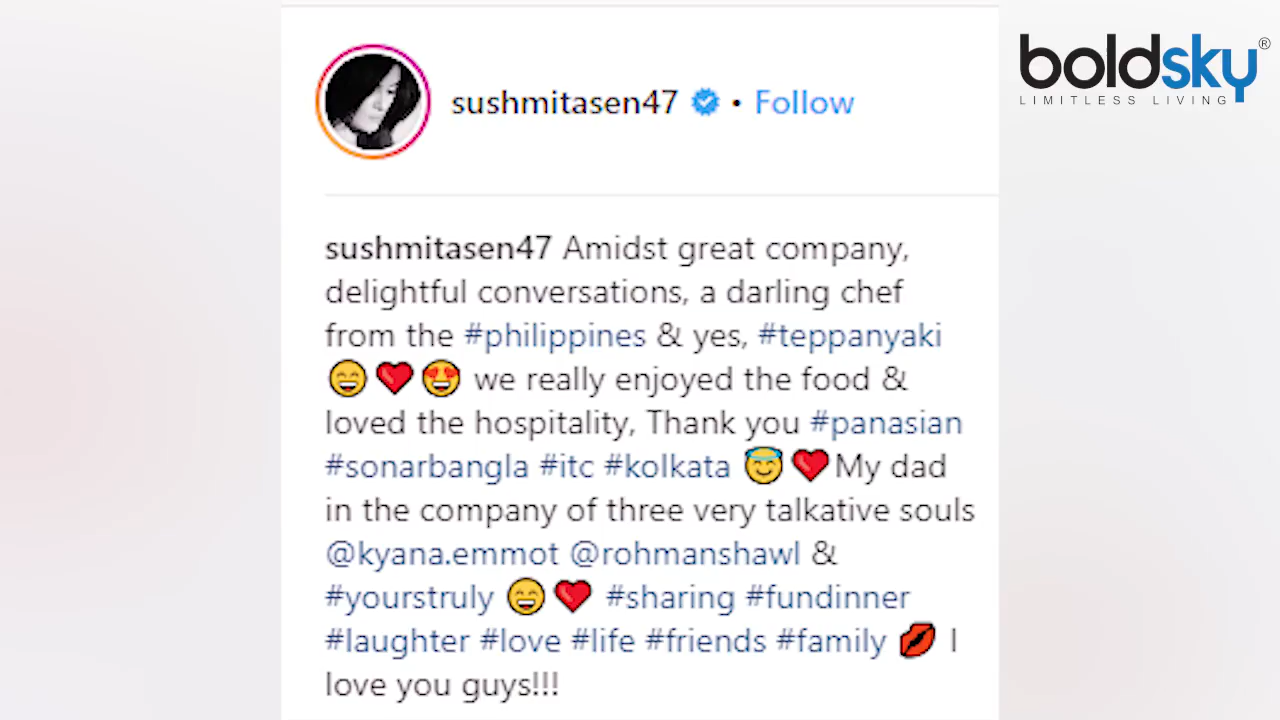 boldsky®
LIMITLESS LIVING
sushmitasen47 • Follow
sushmitasen47 Amidst great company,
delightful conversations, a darling chef
from the #philippines & yes, #teppanyaki
😄❤️😍 we really enjoyed the food &
loved the hospitality, Thank you #panasian
#sonarbangla #itc #kolkata 😇❤️My dad
in the company of three very talkative souls
@kyana.emmot @rohmanshawl &
#yourstruly 😄❤️ #sharing #fundinner
#laughter #love #life #friends #family 💋 I
love you guys!!!